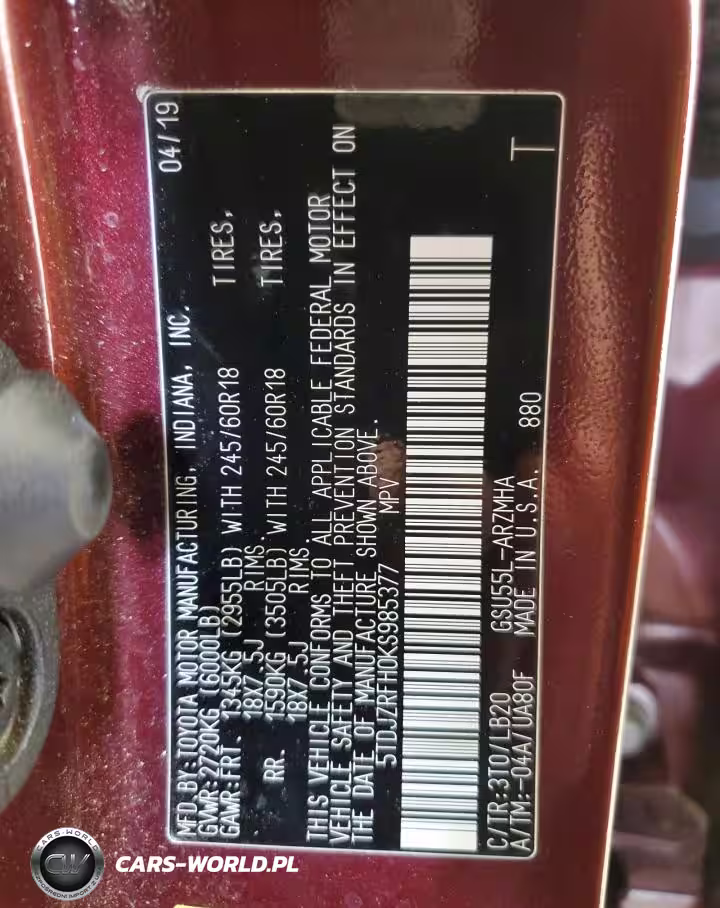 MFD. BY: TOYOTA MOTOR MANUFACTURING, INDIANA, INC. 04/19
GVWR: 2720KG (6000LB)
GAWR: FRT. 1345KG (2955LB) WITH 245/60R18 TIRES,
18X7.5J RIMS.
RR. 1590KG (3505LB) WITH 245/60R18 TIRES,
18X7.5J RIMS.
THIS VEHICLE CONFORMS TO ALL APPLICABLE FEDERAL MOTOR
VEHICLE SAFETY AND THEFT PREVENTION STANDARDS IN EFFECT ON
THE DATE OF MANUFACTURE SHOWN ABOVE.
5TDJZRFH0KS985377 MPV
C/TR: 3T0/LB20 GSU55L-ARZMHA T
A/TM: -04A/UA80F MADE IN U.S.A. 880
CARS-WORLD
CW
CARS-WORLD.PL